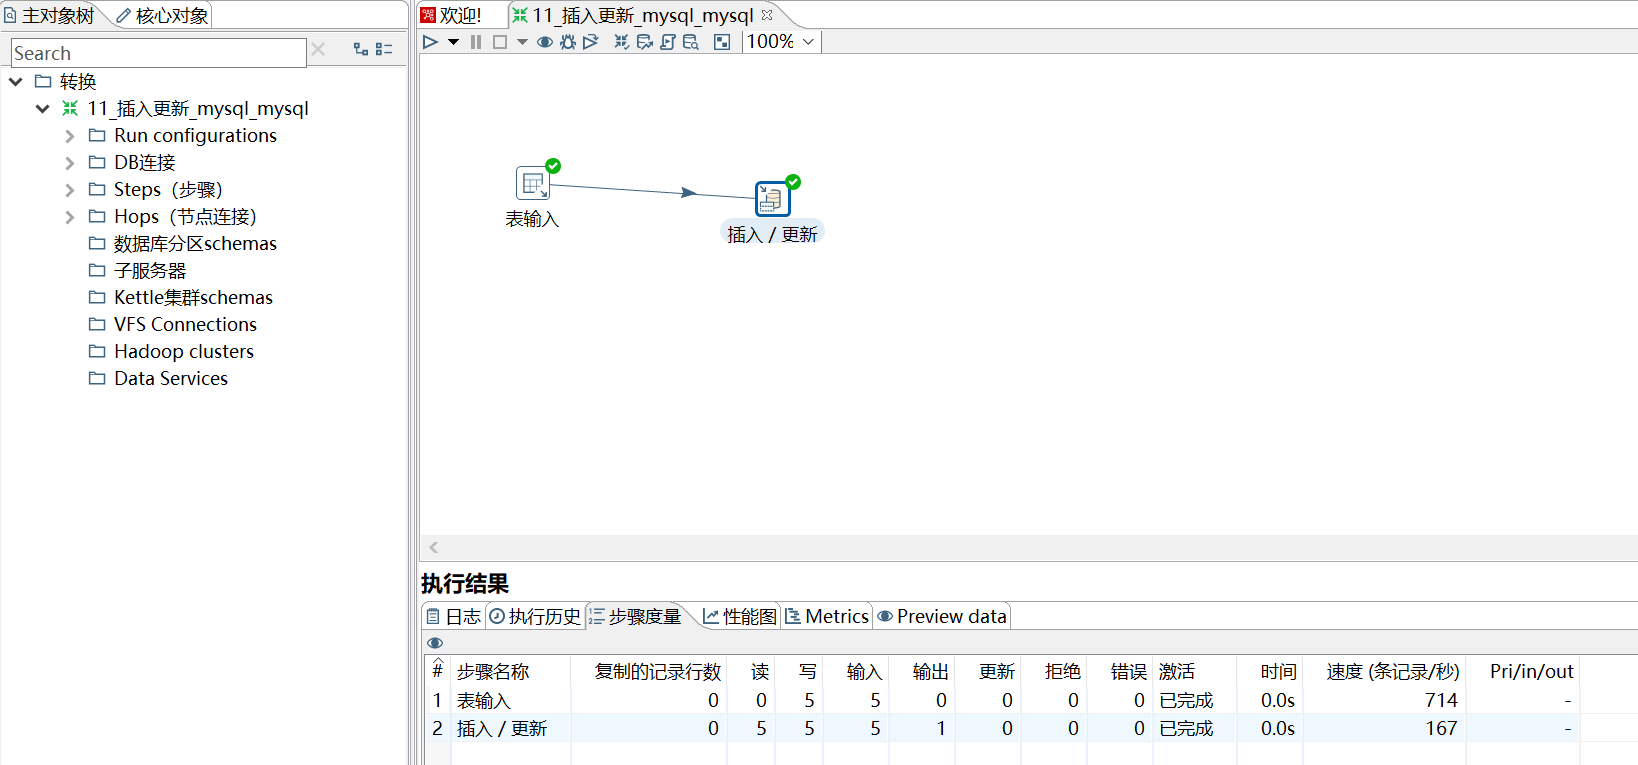 主对象树 核心对象
Search
转换
11_插入更新_mysql_mysql
Run configurations
DB连接
Steps（步骤）
Hops（节点连接）
数据库分区schemas
子服务器
Kettle集群schemas
VFS Connections
Hadoop clusters
Data Services
欢迎! 11_插入更新_mysql_mysql
100%
表输入
插入 / 更新
执行结果
日志 执行历史 步骤度量 性能图 Metrics Preview data
# 步骤名称 复制的记录行数 读 写 输入 输出 更新 拒绝 错误 激活 时间 速度 (条记录/秒) Pri/in/out
1 表输入 0 0 5 5 0 0 0 0 已完成 0.0s 714 -
2 插入 / 更新 0 5 5 5 1 0 0 0 已完成 0.0s 167 -